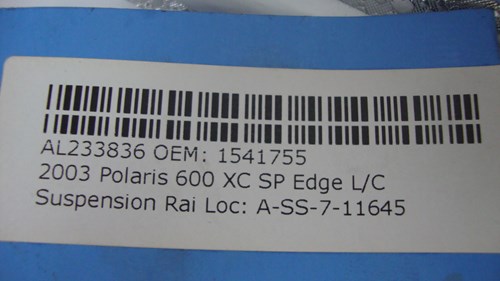 AL233836 OEM: 1541755
2003 Polaris 600 XC SP Edge L/C
Suspension Rai Loc: A-SS-7-11645